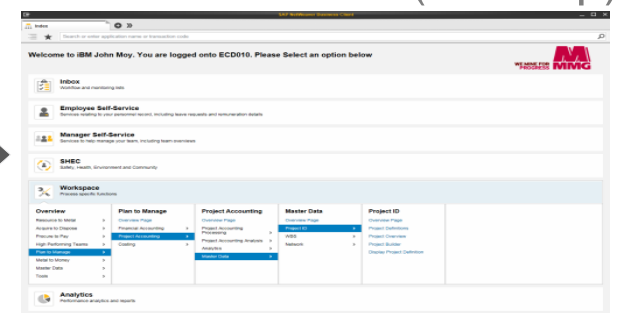 SAP NetWeaver Business Client
Index
Search or enter application name or transaction code
Welcome to iBM John Moy. You are logged onto ECD010. Please Select an option below
WE MINE FOR
PROGRESS
MMG
Inbox
Workflow and monitoring lists
Employee Self-Service
Services relating to your personnel record, including leave requests and remuneration details
Manager Self-Service
Services to help manage your team, including team overviews
SHEC
Safety, Health, Environment and Community
Workspace
Process specific functions
Overview
Resource to Metal
Acquire to Dispose
Procure to Pay
High Performing Teams
Plan to Manage
Metal to Money
Master Data
Tools
Plan to Manage
Overview Page
Financial Accounting
Project Accounting
Costing
Project Accounting
Overview Page
Project Accounting
Processing
Project Accounting Analysis
Analytics
Master Data
Master Data
Overview Page
Project ID
WBS
Network
Project ID
Overview Page
Project Definitions
Project Overview
Project Builder
Display Project Definition
Analytics
Performance analytics and reports